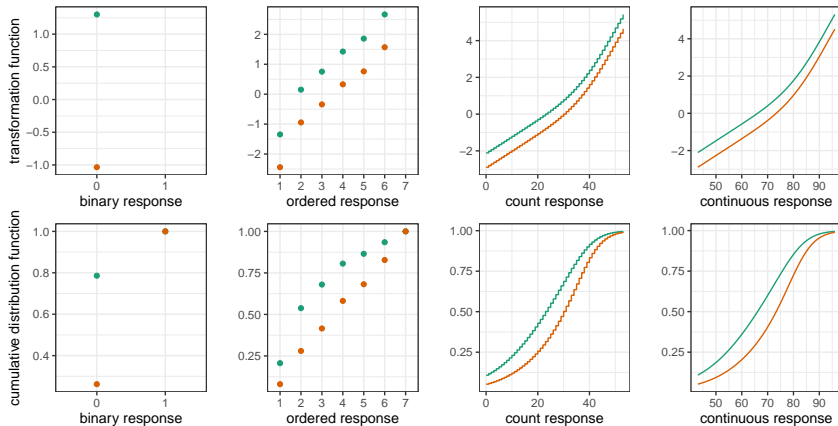 transformation function
1.0
0.5
0.0
−0.5
−1.0
0 1
binary response
2
1
0
−1
−2
1 2 3 4 5 6 7
ordered response
4
2
0
−2
0 20 40
count response
4
2
0
−2
50 60 70 80 90
continuous response
cumulative distribution function
1.0
0.8
0.6
0.4
0 1
binary response
1.00
0.75
0.50
0.25
1 2 3 4 5 6 7
ordered response
1.00
0.75
0.50
0.25
0 20 40
count response
1.00
0.75
0.50
0.25
50 60 70 80 90
continuous response